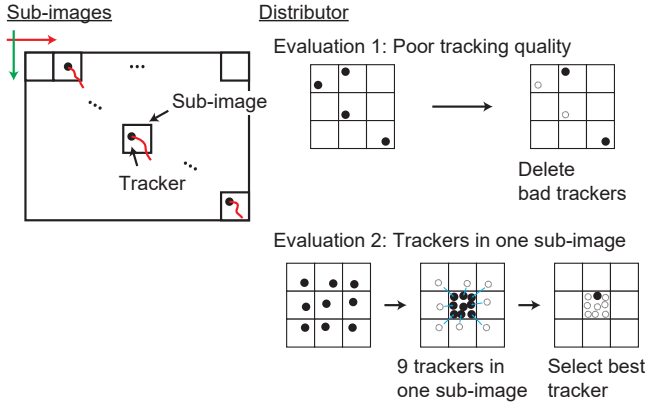 Sub-images
Distributor
Evaluation 1: Poor tracking quality
...
Sub-image
...
Tracker
...
Delete
bad trackers
Evaluation 2: Trackers in one sub-image
9 trackers in
one sub-image
Select best
tracker